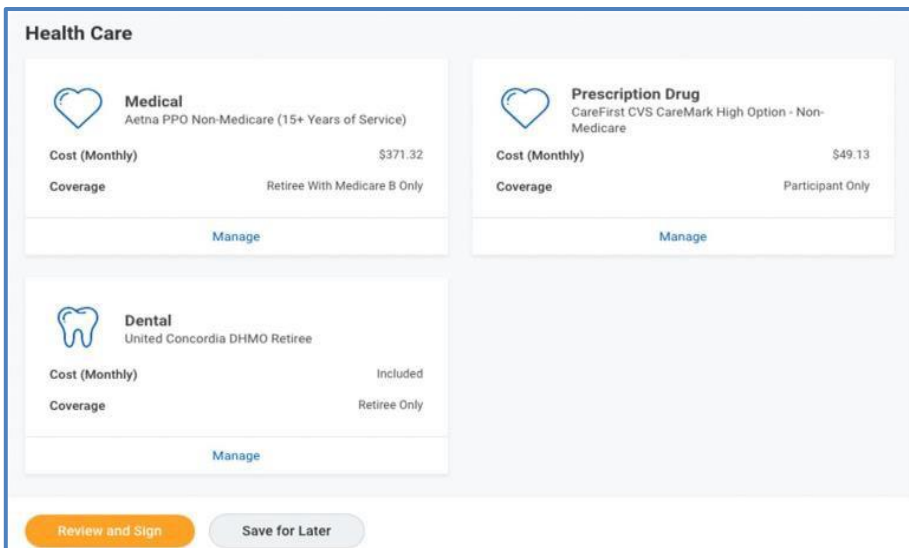 Health Care
Medical
Aetna PPO Non-Medicare (15+ Years of Service)
Cost (Monthly) $371.32
Coverage Retiree With Medicare B Only
Manage
Prescription Drug
CareFirst CVS CareMark High Option - Non-
Medicare
Cost (Monthly) $49.13
Coverage Participant Only
Manage
Dental
United Concordia DHMO Retiree
Cost (Monthly) Included
Coverage Retiree Only
Manage
Review and Sign Save for Later